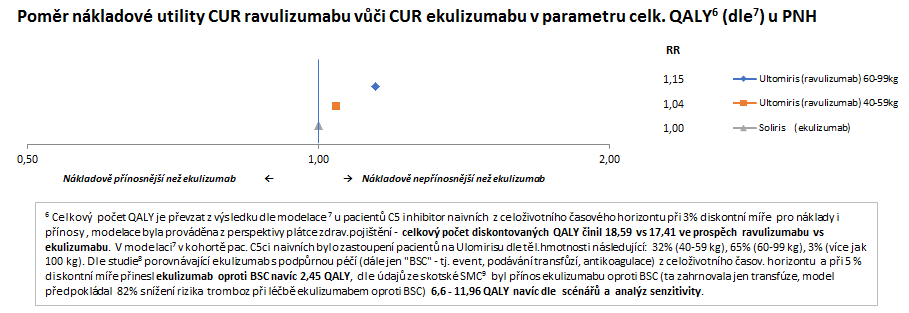 Poměr nákladové utility CUR ravulizumabu vůči CUR ekulizumabu v parametru celk. QALY⁶ (dle⁷) u PNH
RR
1,15 Ultomiris (ravulizumab) 60-99kg
1,04 Ultomiris (ravulizumab) 40-59kg
1,00 Soliris (ekulizumab)
0,50 1,00 2,00
Nákladově přínosnější než ekulizumab ← → Nákladově nepřínosnější než ekulizumab
⁶ Celkový počet QALY je převzat z výsledku dle modelace⁷ u pacientů C5 inhibitor naivních z celoživotního časového horizontu při 3% diskontní míře pro náklady i
přínosy, modelace byla prováděna z perspektivy plátce zdrav.pojištění - celkový počet diskontovaných QALY činil 18,59 vs 17,41 ve prospěch ravulizumabu vs
ekulizumabu. V modelaci⁷ v kohortě pac. C5ci naivních bylo zastoupení pacientů na Ulomirisu dle těl.hmotnosti následující: 32% (40-59 kg), 65% (60-99 kg), 3% (více jak
100 kg). Dle studie⁸ porovnávající ekulizumab s podpůrnou péčí (dále jen "BSC" - tj. event, podávání transfůzí, antikoagulace) z celoživotního časov. horizontu a při 5 %
diskontní míře přinesl ekulizumab oproti BSC navíc 2,45 QALY, dle údajů ze skotské SMC⁹ byl přínos ekulizumabu oproti BSC (ta zahrnovala jen transfúze, model
předpokládal 82% snížení rizika tromboz při léčbě ekulizumabem oproti BSC) 6,6 - 11,96 QALY navíc dle scénářů a analýz senzitivity.